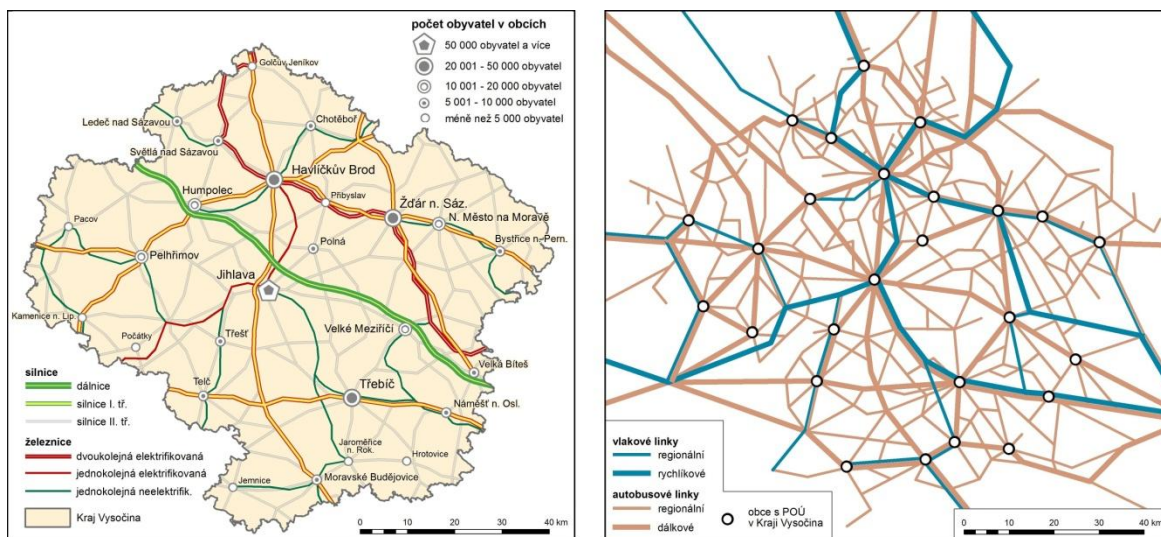 počet obyvatel v obcích
50 000 obyvatel a více
20 001 - 50 000 obyvatel
10 001 - 20 000 obyvatel
5 001 - 10 000 obyvatel
méně než 5 000 obyvatel
Golčův Jeníkov
Ledeč nad Sázavou
Chotěboř
Světlá nad Sázavou
Havlíčkův Brod
Humpolec
Přibyslav
Žďár n. Sáz.
Pacov
N. Město na Moravě
Polná
Bystřice n. Pern.
Pelhřimov
Jihlava
Kamenice n. Lip.
Počátky
Třešť
Velké Meziříčí
Velká Bíteš
Telč
Třebíč
Náměšť n. Osl.
Jaroměřice
n. Rok.
Hrotovice
Jemnice
Moravské Budějovice
silnice
dálnice
silnice I. tř.
silnice II. tř.
železnice
dvoukolejná elektrifikovaná
jednokolejná elektrifikovaná
jednokolejná neelektrifik.
Kraj Vysočina
0 10 20 30 40 km
vlakové linky
regionální
rychlíkové
autobusové linky
regionální
dálkové
obce s POÚ
v Kraji Vysočina
0 10 20 30 40 km